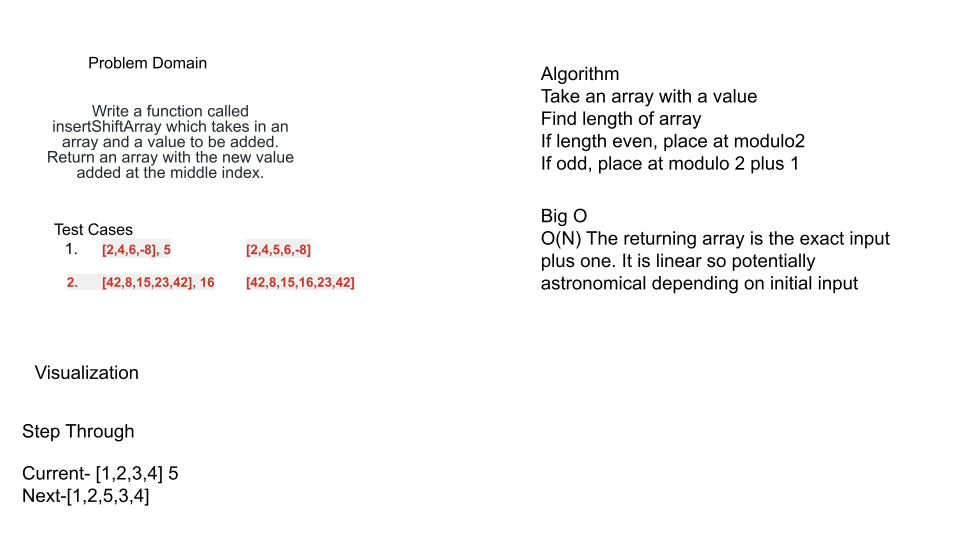 Problem Domain
Write a function called
insertShiftArray which takes in an
array and a value to be added.
Return an array with the new value
added at the middle index.
Test Cases
1. [2,4,6,-8], 5 [2,4,5,6,-8]
2. [42,8,15,23,42], 16 [42,8,15,16,23,42]
Visualization
Step Through
Current- [1,2,3,4] 5
Next-[1,2,5,3,4]
Algorithm
Take an array with a value
Find length of array
If length even, place at modulo2
If odd, place at modulo 2 plus 1
Big O
O(N) The returning array is the exact input
plus one. It is linear so potentially
astronomical depending on initial input